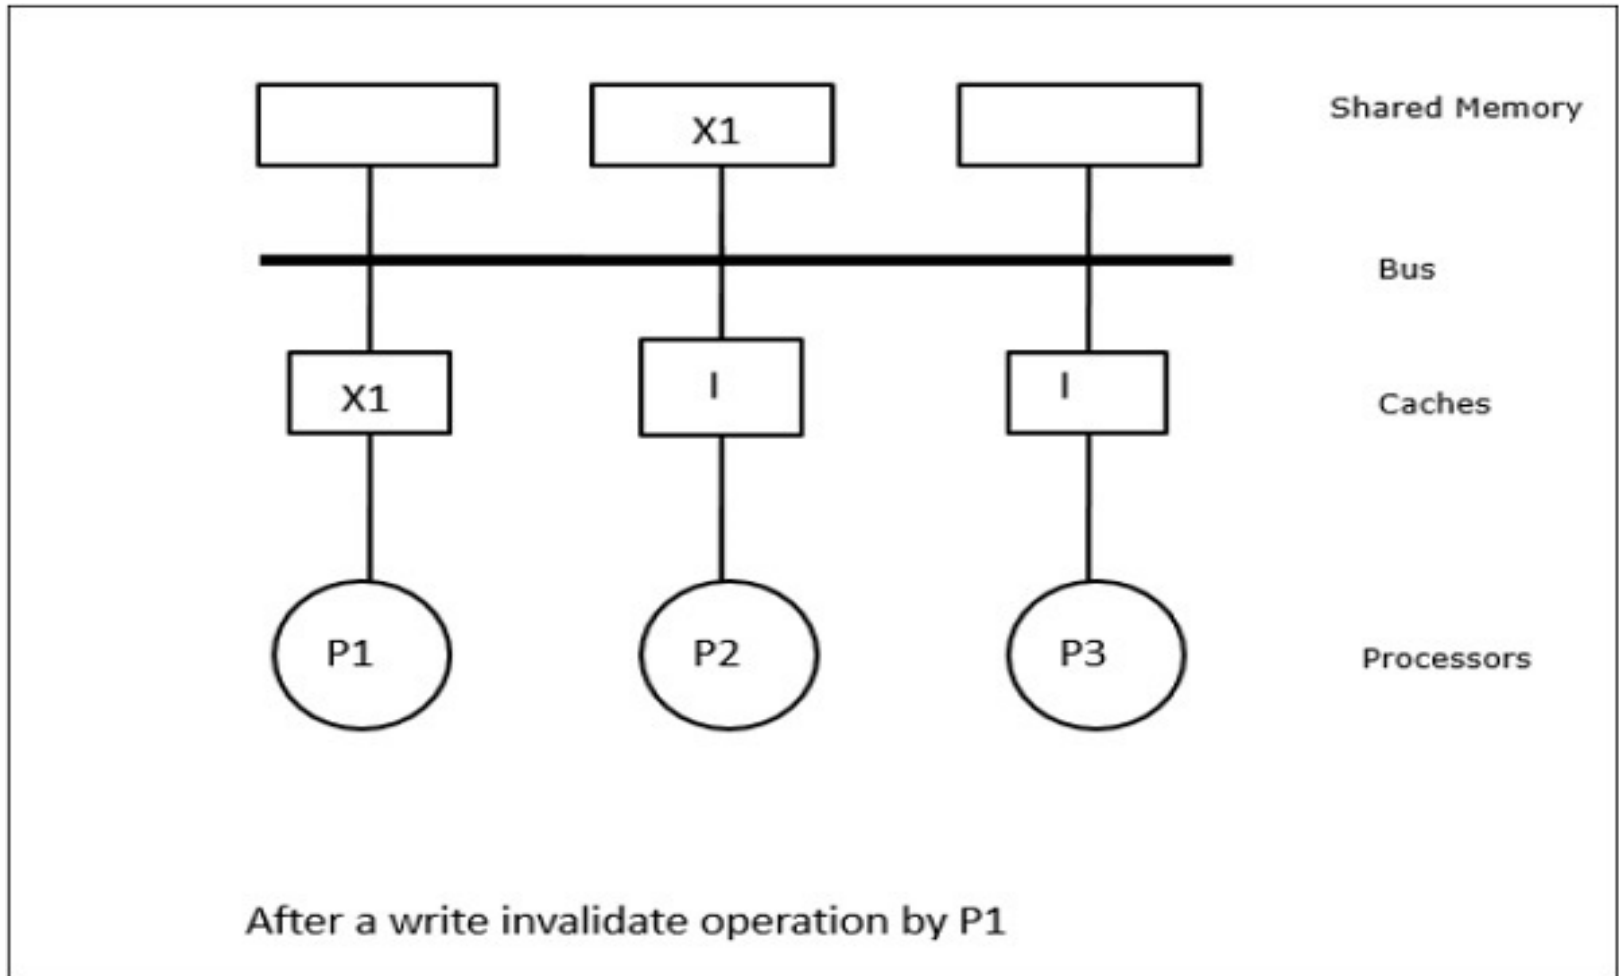 Shared Memory
X1
Bus
X1
I
I
Caches
P1
P2
P3
Processors
After a write invalidate operation by P1